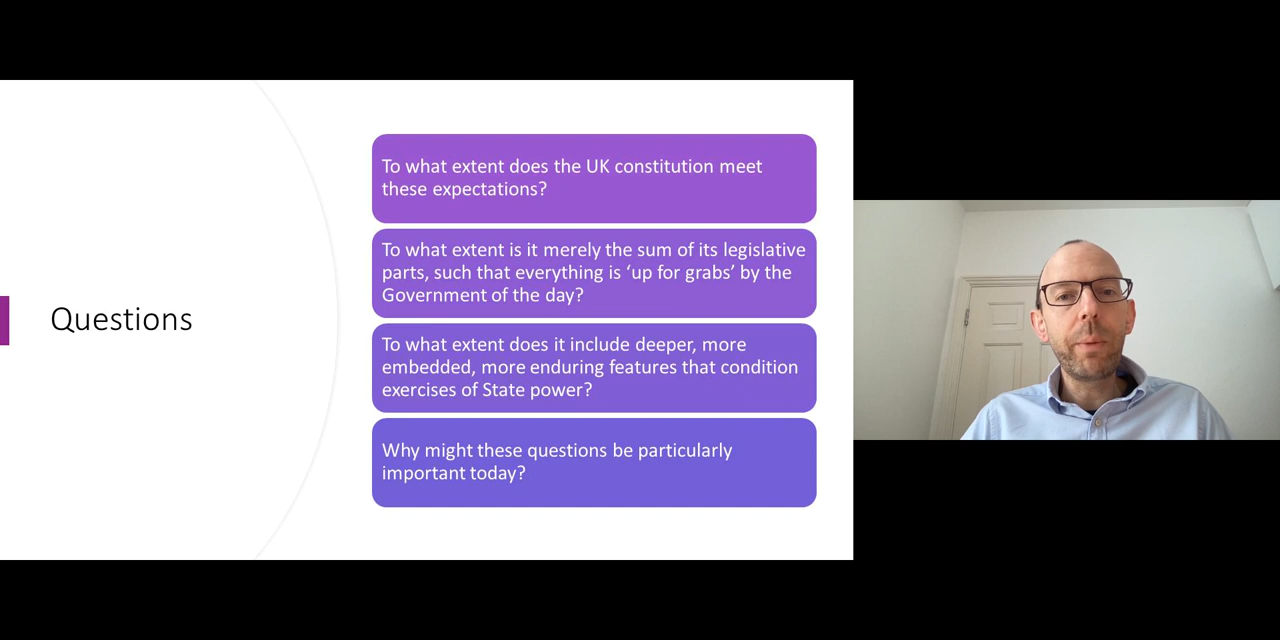 Questions
To what extent does the UK constitution meet
these expectations?
To what extent is it merely the sum of its legislative
parts, such that everything is ‘up for grabs’ by the
Government of the day?
To what extent does it include deeper, more
embedded, more enduring features that condition
exercises of State power?
Why might these questions be particularly
important today?